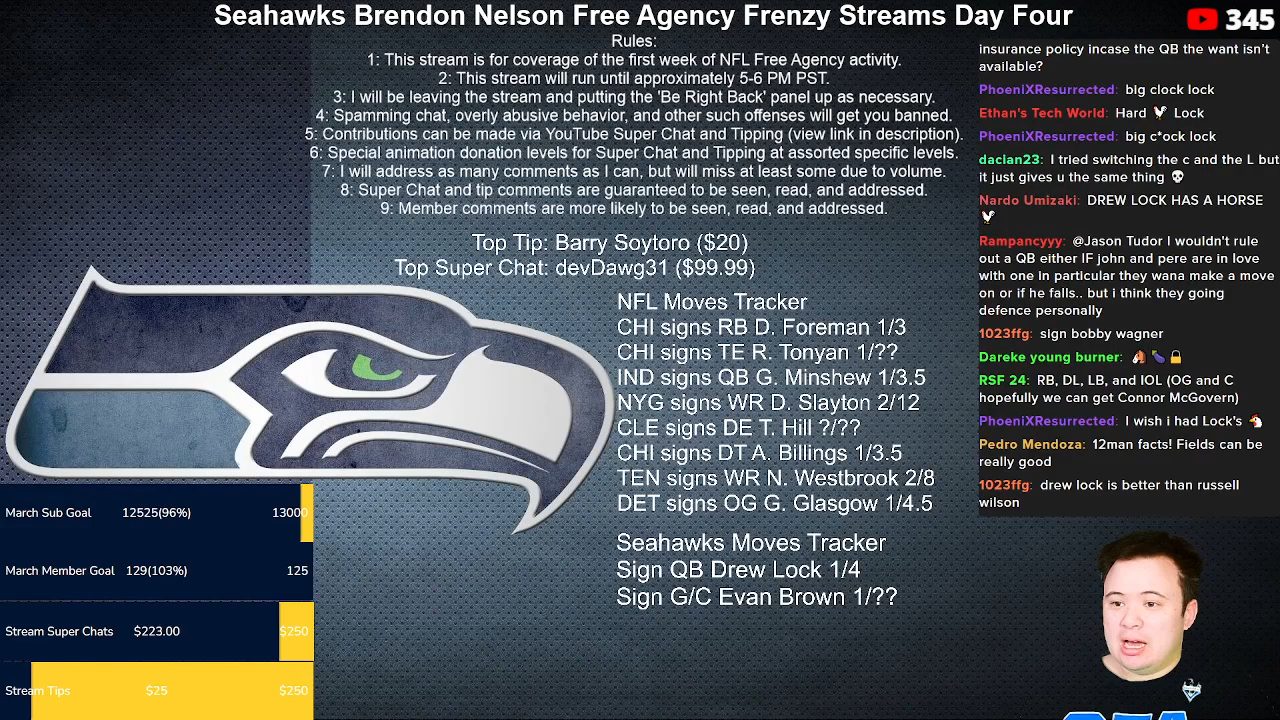 Seahawks Brendon Nelson Free Agency Frenzy Streams Day Four
345
Rules:
1: This stream is for coverage of the first week of NFL Free Agency activity.
2: This stream will run until approximately 5-6 PM PST.
3: I will be leaving the stream and putting the 'Be Right Back' panel up as necessary.
4: Spamming chat, overly abusive behavior, and other such offenses will get you banned.
5: Contributions can be made via YouTube Super Chat and Tipping (view link in description).
6: Special animation donation levels for Super Chat and Tipping at assorted specific levels.
7: I will address as many comments as I can, but will miss at least some due to volume.
8: Super Chat and tip comments are guaranteed to be seen, read, and addressed.
9: Member comments are more likely to be seen, read, and addressed.
Top Tip: Barry Soytoro ($20)
Top Super Chat: devDawg31 ($99.99)
NFL Moves Tracker
CHI signs RB D. Foreman 1/3
CHI signs TE R. Tonyan 1/??
IND signs QB G. Minshew 1/3.5
NYG signs WR D. Slayton 2/12
CLE signs DE T. Hill ?/??
CHI signs DT A. Billings 1/3.5
TEN signs WR N. Westbrook 2/8
DET signs OG G. Glasgow 1/4.5
Seahawks Moves Tracker
Sign QB Drew Lock 1/4
Sign G/C Evan Brown 1/??
March Sub Goal 12525(96%) 13000
March Member Goal 129(103%) 125
Stream Super Chats $223.00 $250
Stream Tips $25 $250
insurance policy incase the QB the want isn't
available?
PhoeniXResurrected: big clock lock
Ethan's Tech World: Hard 🐓 Lock
PhoeniXResurrected: big c*ock lock
daclan23: I tried switching the c and the L but
it just gives u the same thing 💀
Nardo Umizaki: DREW LOCK HAS A HORSE
🐓
Rampancyyy: @Jason Tudor I wouldn't rule
out a QB either IF john and pere are in love
with one in particular they wana make a move
on or if he falls.. but i think they going
defence personally
1023ffg: sign bobby wagner
Dareke young burner: 🍆🔒
RSF 24: RB, DL, LB, and IOL (OG and C
hopefully we can get Connor McGovern)
PhoeniXResurrected: I wish i had Lock's 🐔
Pedro Mendoza: 12man facts! Fields can be
really good
1023ffg: drew lock is better than russell
wilson